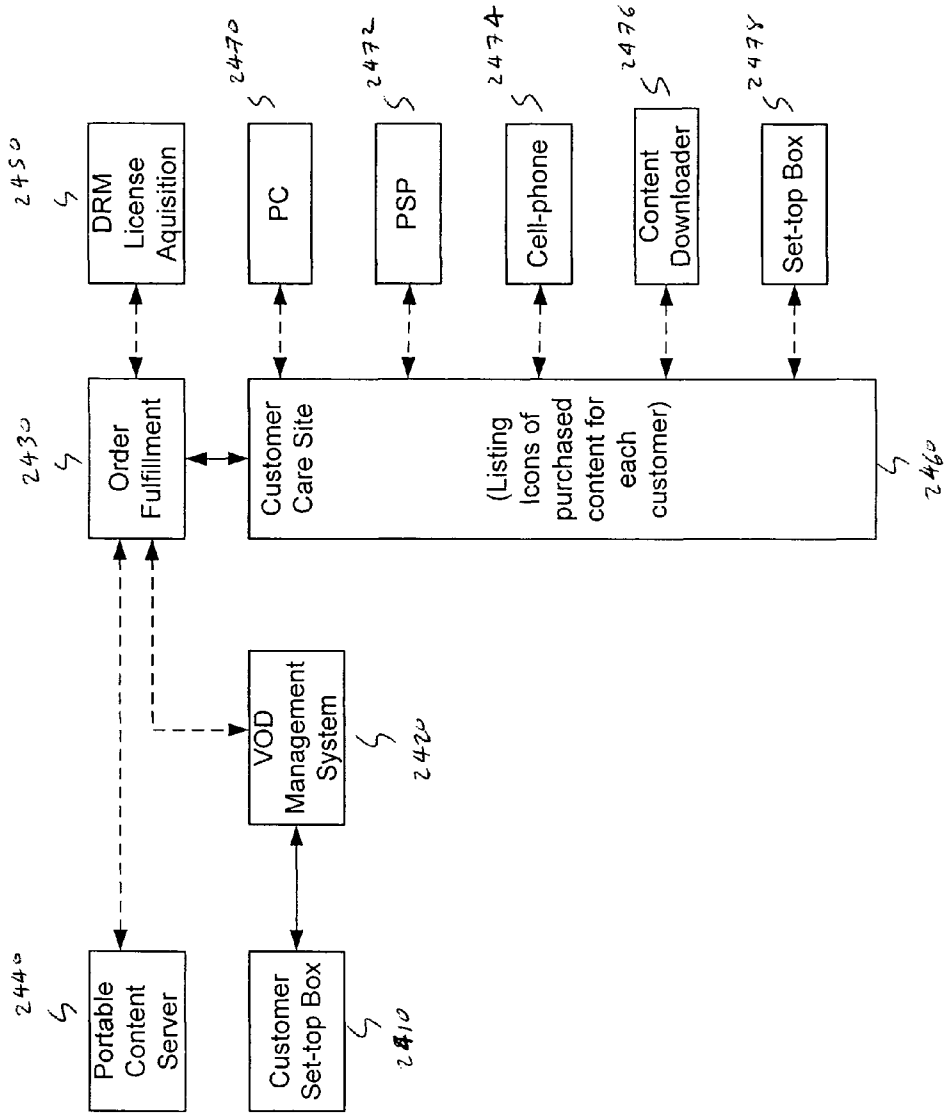 2440
Portable
Content
Server
2430
Order
Fulfillment
2450
DRM
License
Aquisition
Customer
Set-top Box
2410
VOD
Management
System
2420
Customer
Care Site
(Listing
Icons of
purchased
content for
each
customer)
2460
PC
2470
PSP
2472
Cell-phone
2474
Content
Downloader
2476
Set-top Box
2478